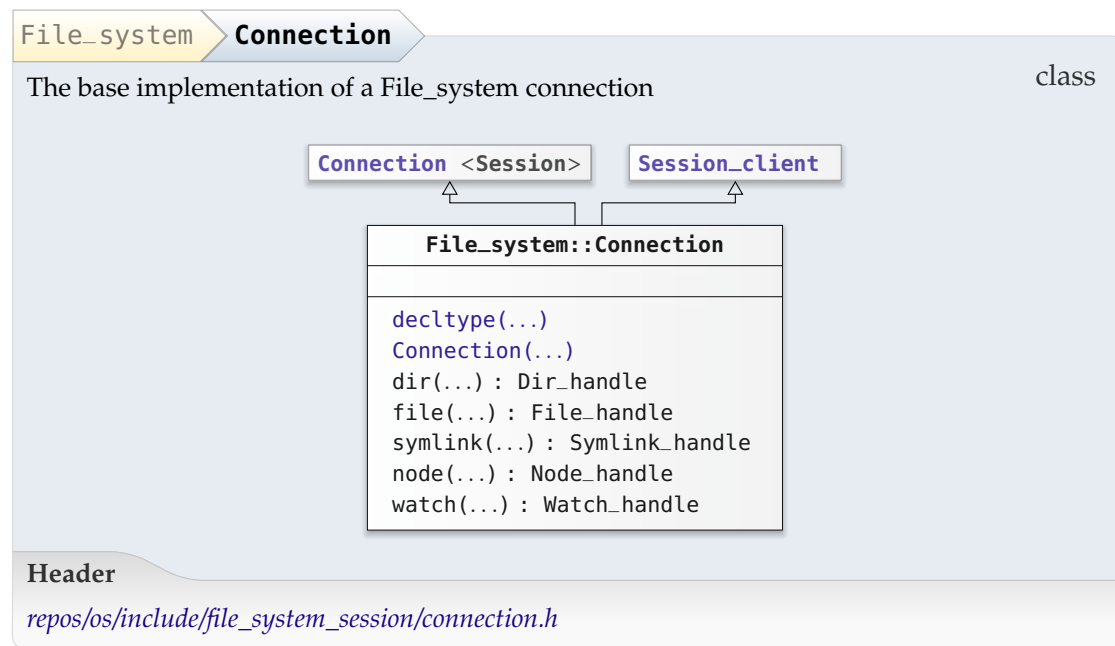 File_system Connection
class
The base implementation of a File_system connection
Connection <Session> Session_client
File_system::Connection
decltype(...)
Connection(...)
dir(...) : Dir_handle
file(...) : File_handle
symlink(...) : Symlink_handle
node(...) : Node_handle
watch(...) : Watch_handle
Header
repos/os/include/file_system_session/connection.h